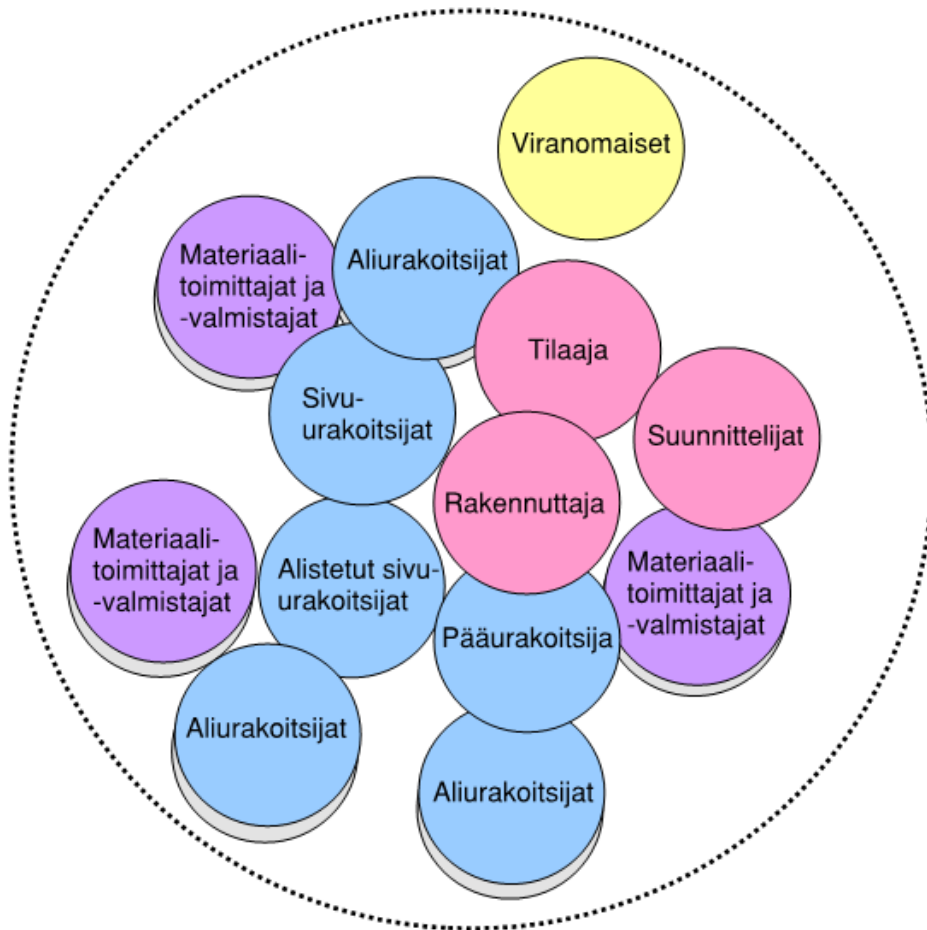 Viranomaiset
Materiaali-
toimittajat ja
-valmistajat
Aliurakoitsijat
Tilaaja
Sivu-
urakoitsijat
Suunnittelijat
Rakennuttaja
Materiaali-
toimittajat ja
-valmistajat
Alistetut sivu-
urakoitsijat
Pääurakoitsija
Materiaali-
toimittajat ja
-valmistajat
Aliurakoitsijat
Aliurakoitsijat